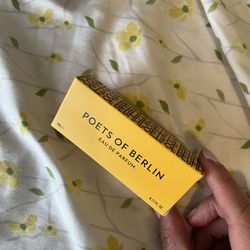 POETS OF BERLIN
EAU DE PARFUM